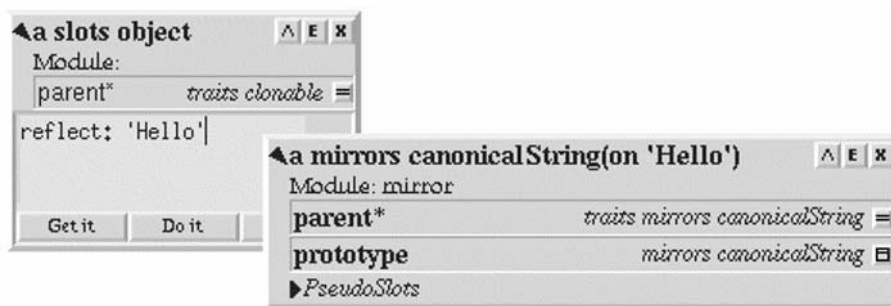 a slots object ∧ E X
Module:
parent* traits clonable =
reflect: 'Hello'
Get it Do it
a mirrors canonicalString(on 'Hello') ∧ E X
Module: mirror
parent* traits mirrors canonicalString =
prototype mirrors canonicalString
PseudoSlots